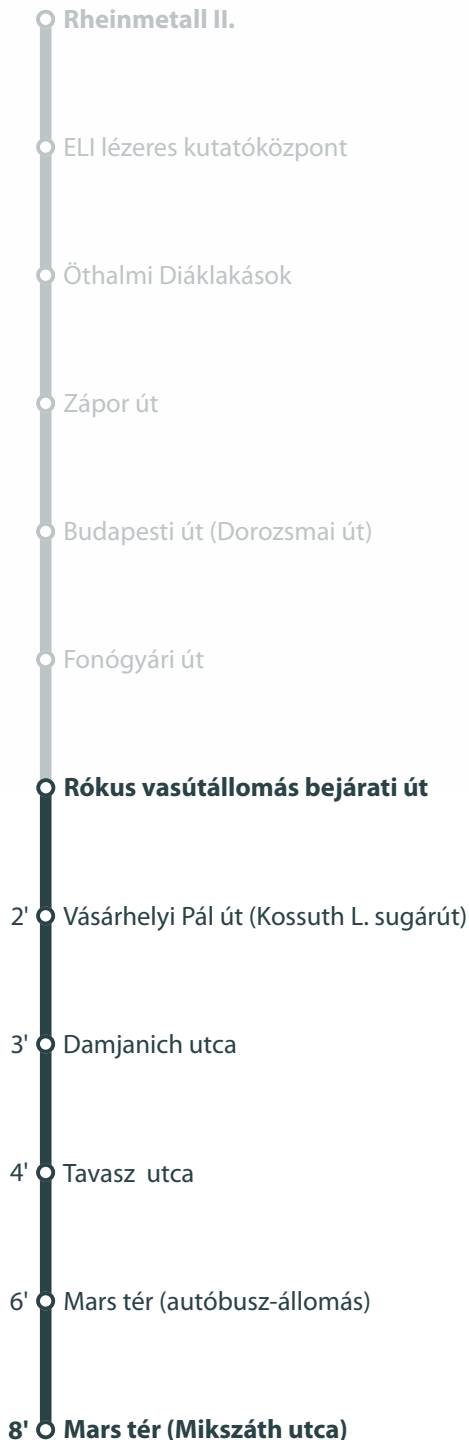 Rheinmetall II.
ELI lézeres kutatóközpont
Öthalmi Diáklakások
Zápor út
Budapesti út (Dorozsmai út)
Fonógyári út
Rókus vasútállomás bejárati út
2' Vásárhelyi Pál út (Kossuth L. sugárút)
3' Damjanich utca
4' Tavasz utca
6' Mars tér (autóbusz-állomás)
8' Mars tér (Mikszáth utca)